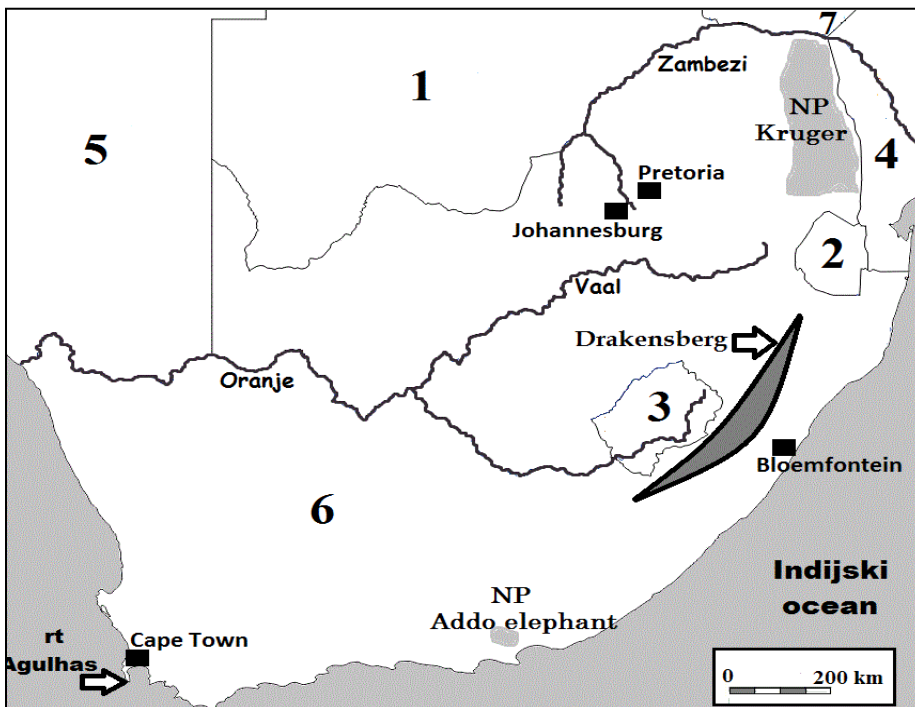 7
Zambezi
1
NP
Kruger
5
4
Pretoria
Johannesburg
2
Vaal
Drakensberg
Oranje
3
Bloemfontein
6
Indijski
ocean
NP
Addo elephant
rt
Agulhas
Cape Town
0 200 km